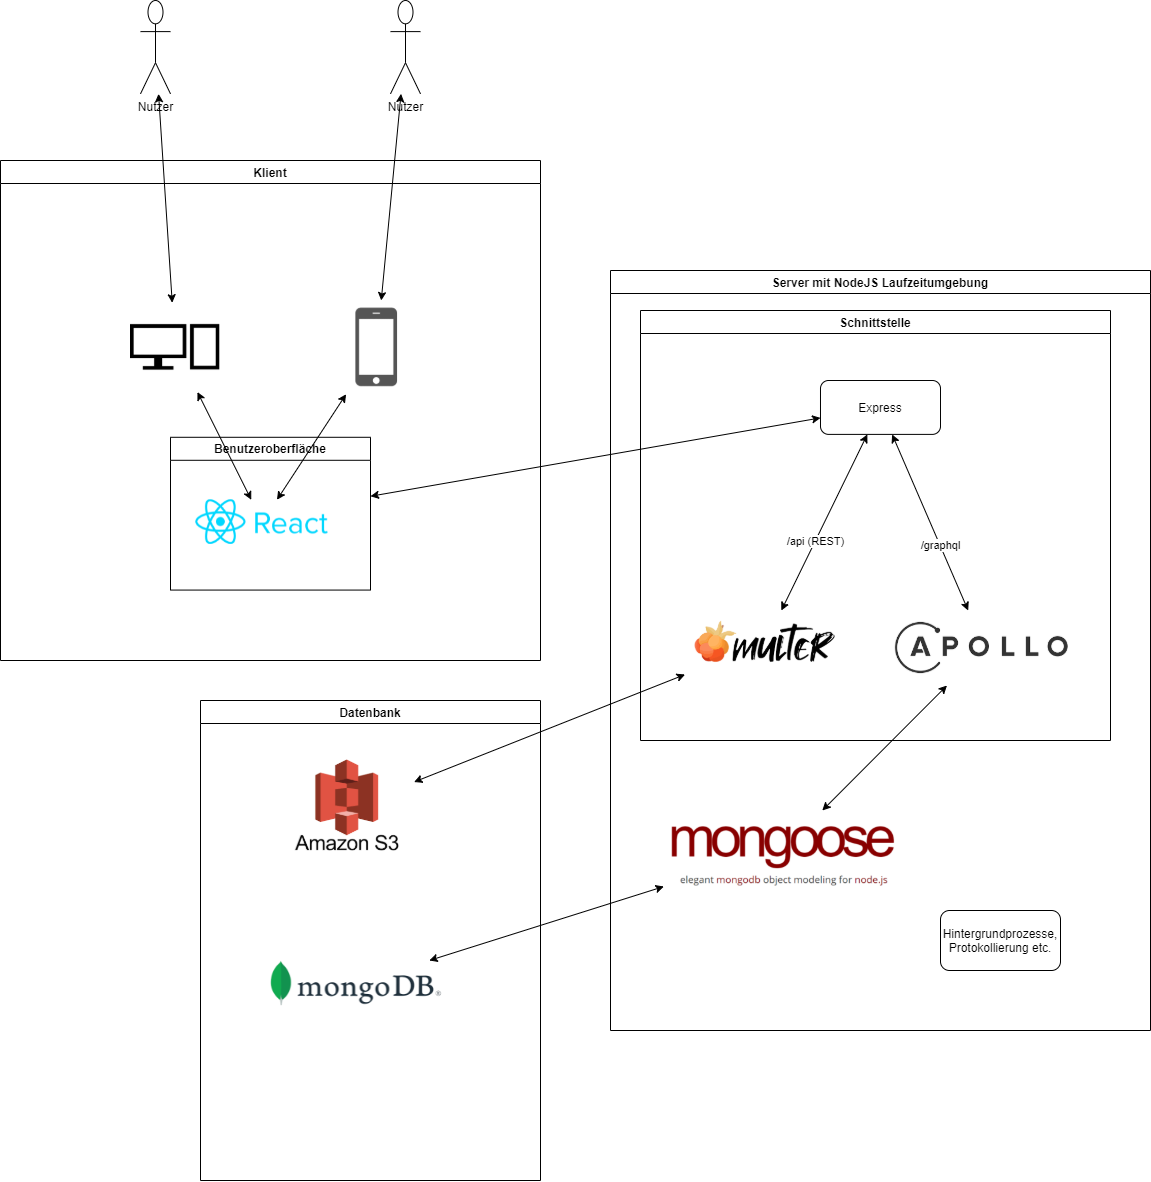 Nutzer
Nutzer
Klient
Benutzeroberfläche
React
Server mit NodeJS Laufzeitumgebung
Schnittstelle
Express
/api (REST)
/graphql
MULTER
APOLLO
Datenbank
Amazon S3
mongoDB®
mongoose
elegant mongodb object modeling for node.js
Hintergrundprozesse,
Protokollierung etc.